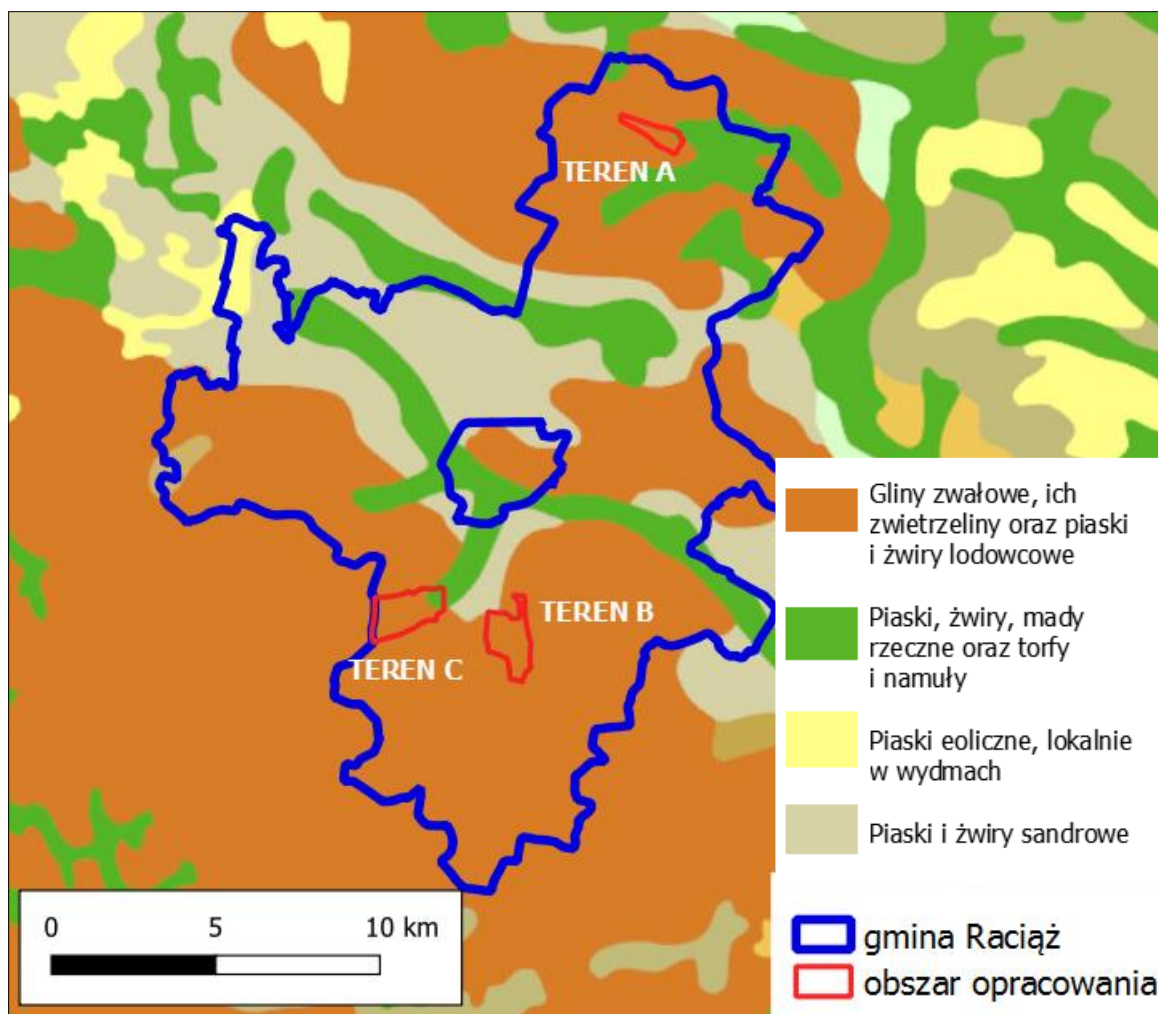 TEREN A
TEREN B
TEREN C
Gliny zwałowe, ich
zwietrzeliny oraz piaski
i żwiry lodowcowe
Piaski, żwiry, mady
rzeczne oraz torfy
i namuły
Piaski eoliczne, lokalnie
w wydmach
Piaski i żwiry sandrowe
gmina Raciąż
obszar opracowania
0 5 10 km